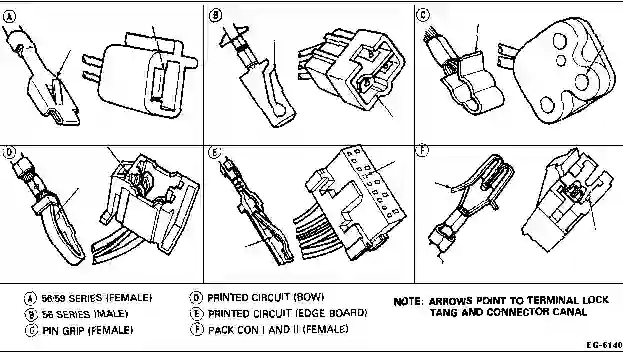 A
B
C
D
E
F
A 56/59 SERIES (FEMALE)
B 56 SERIES (MALE)
C PIN GRIP (FEMALE)
D PRINTED CIRCUIT (BOW)
E PRINTED CIRCUIT (EDGE BOARD)
F PACK CON I AND II (FEMALE)
NOTE: ARROWS POINT TO TERMINAL LOCK
TANG AND CONNECTOR CANAL
EG-6140